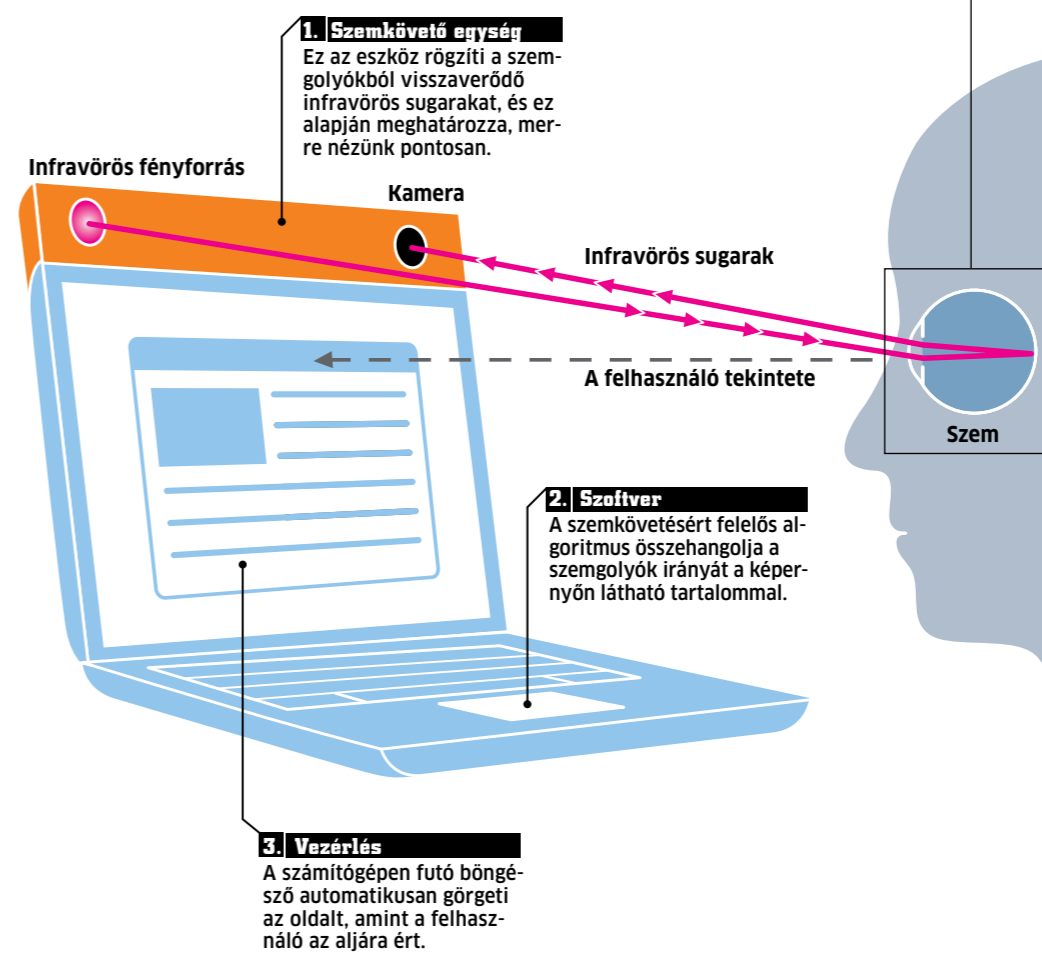 1. Szemkövető egység
Ez az eszköz rögzíti a szem-
golyókból visszaverődő
infravörös sugarakat, és ez
alapján meghatározza, mer-
re nézünk pontosan.
Infravörös fényforrás
Kamera
Infravörös sugarak
A felhasználó tekintete
Szem
2. Szoftver
A szemkövetésért felelős al-
goritmus összehangolja a
szemgolyók irányát a képer-
nyőn látható tartalommal.
3. Vezérlés
A számítógépen futóböngé-
sző automatikusan görgeti
az oldalt, amint a felhasz-
náló az aljára ért.